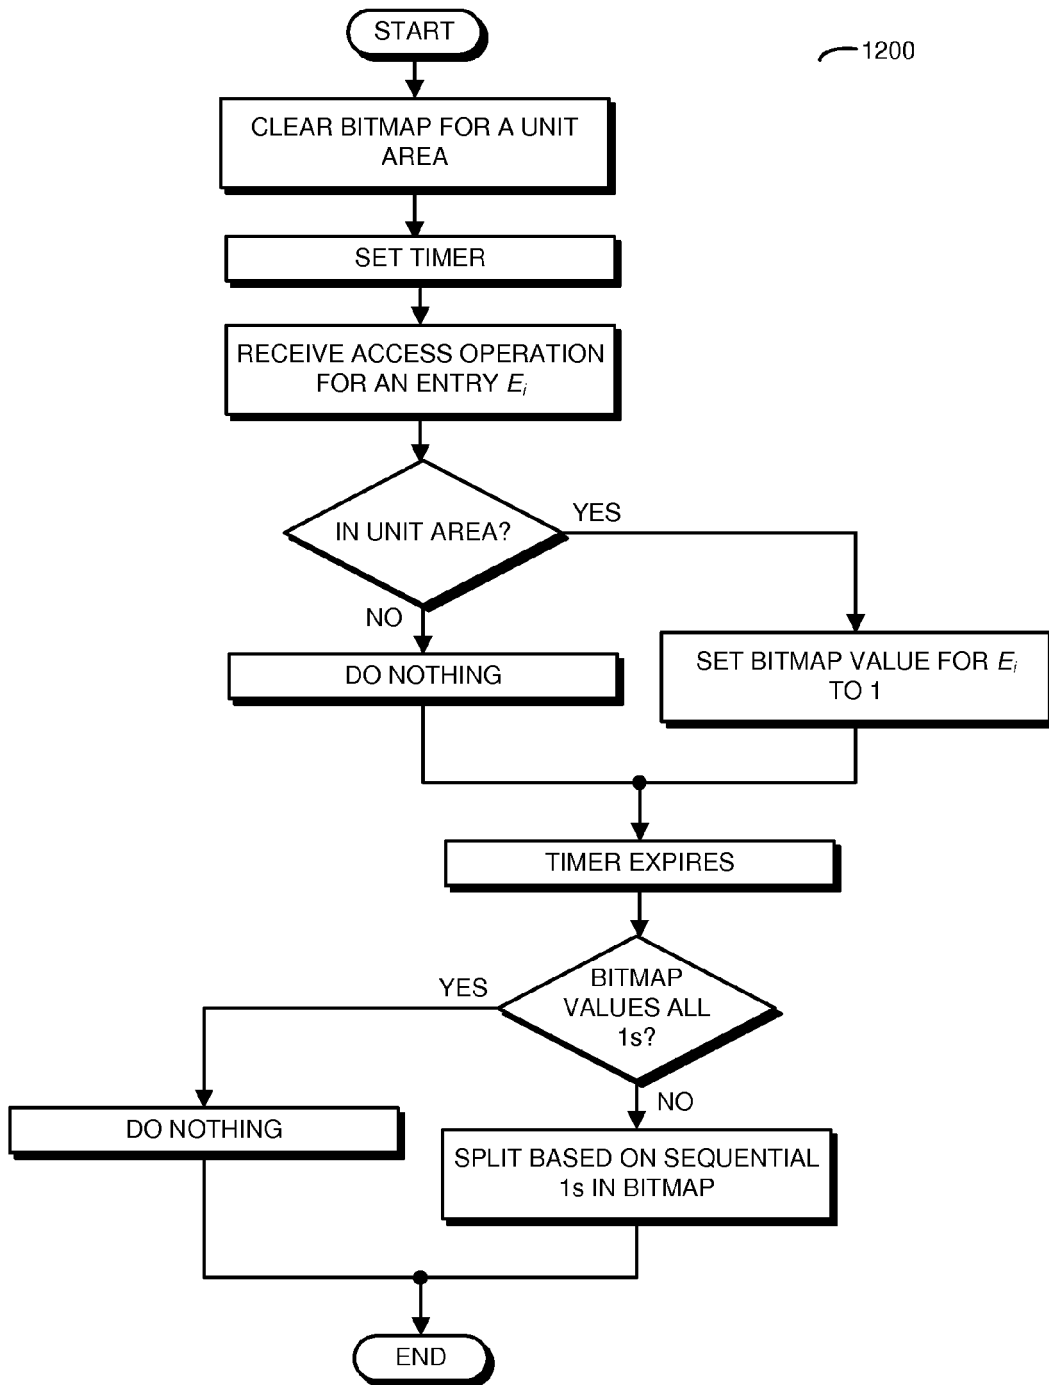 START
1200
CLEAR BITMAP FOR A UNIT
AREA
SET TIMER
RECEIVE ACCESS OPERATION
FOR AN ENTRY Ei
IN UNIT AREA?
YES
NO
DO NOTHING
SET BITMAP VALUE FOR Ei
TO 1
TIMER EXPIRES
BITMAP
VALUES ALL
1s?
YES
NO
DO NOTHING
SPLIT BASED ON SEQUENTIAL
1s IN BITMAP
END